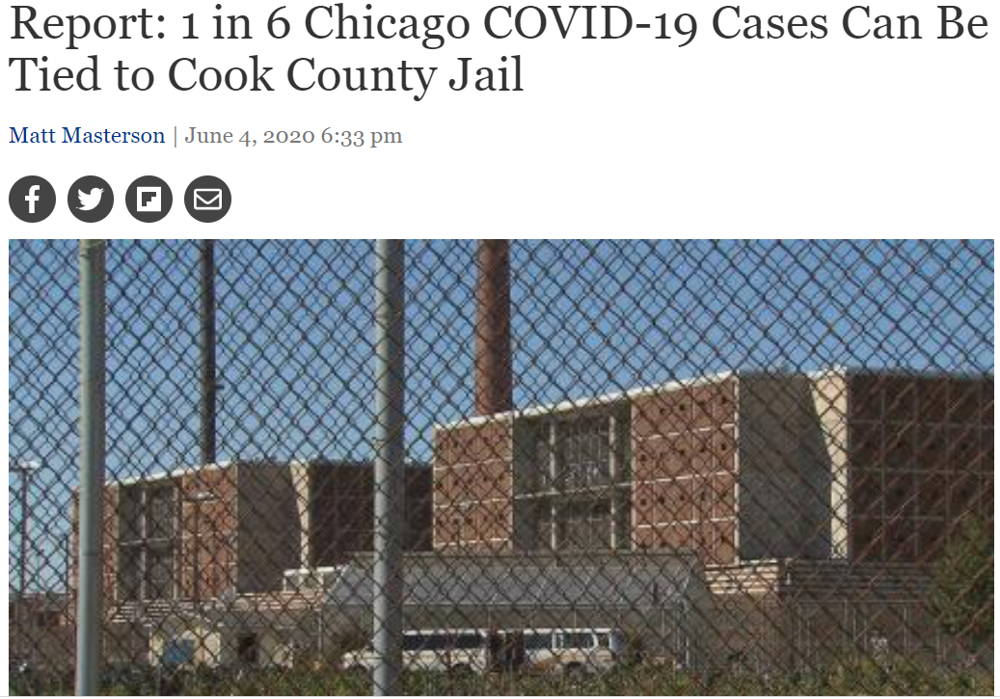 Report: 1 in 6 Chicago COVID-19 Cases Can Be
Tied to Cook County Jail
Matt Masterson | June 4, 2020 6:33 pm